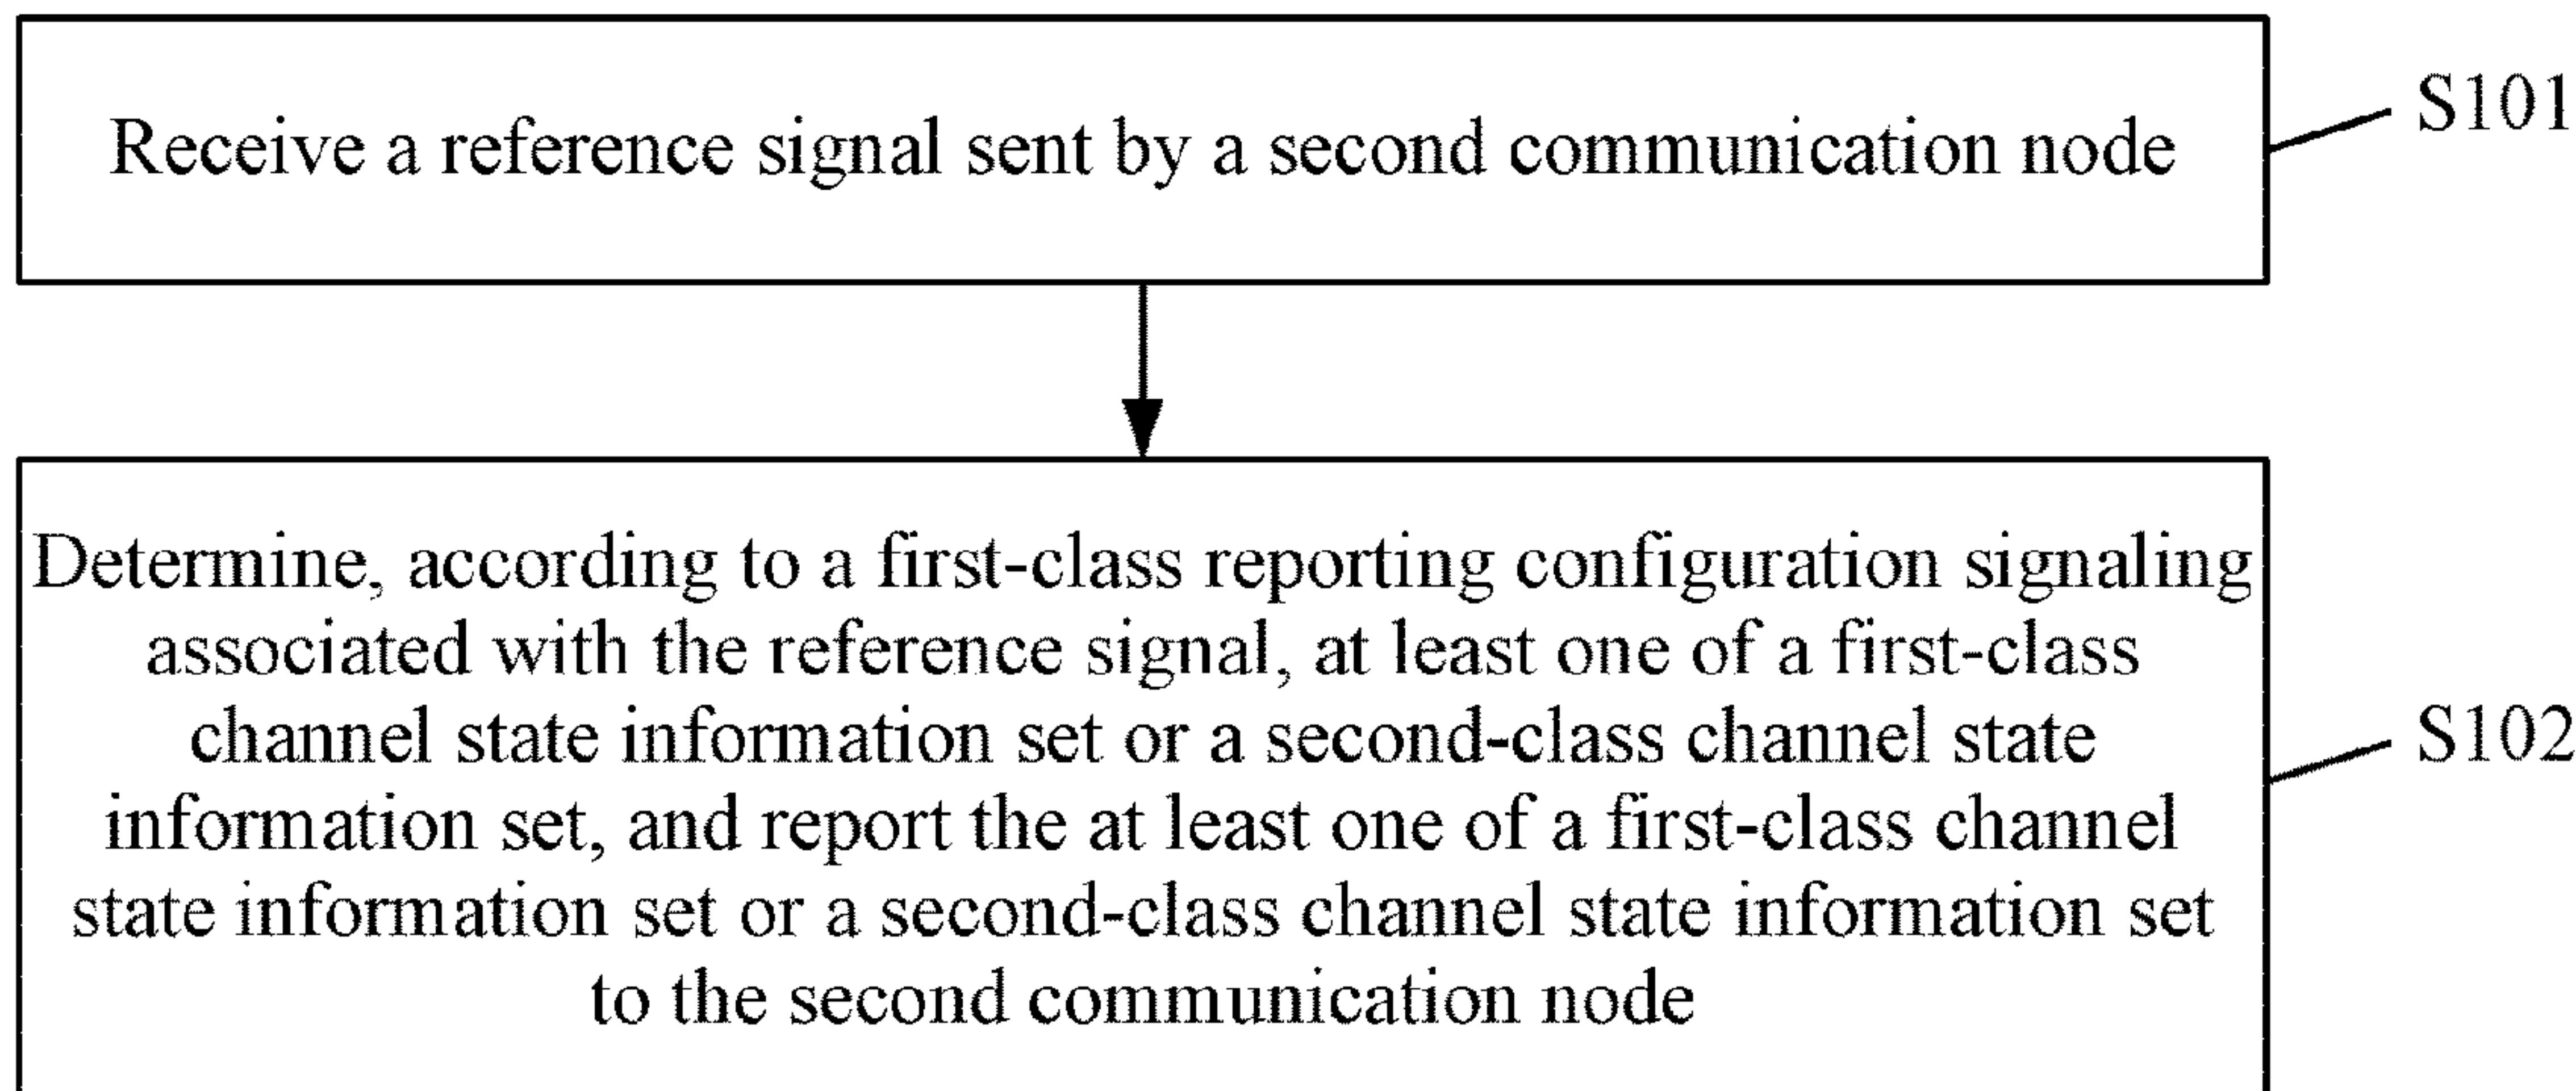 Receive a reference signal sent by a second communication node
S101
Determine, according to a first-class reporting configuration signaling
associated with the reference signal, at least one of a first-class
channel state information set or a second-class channel state
information set, and report the at least one of a first-class channel
state information set or a second-class channel state information set
to the second communication node
S102